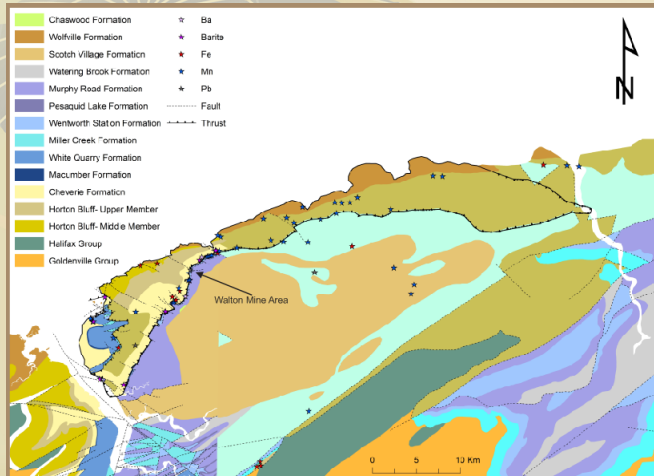 Chaswood Formation
Wolfville Formation
Scotch Village Formation
Watering Brook Formation
Murphy Road Formation
Pesaquid Lake Formation
Wentworth Station Formation
Miller Creek Formation
White Quarry Formation
Macumber Formation
Cheverie Formation
Horton Bluff- Upper Member
Horton Bluff- Middle Member
Halifax Group
Goldenville Group
Ba
Barite
Fe
Mn
Pb
Fault
Thrust
N
Walton Mine Area
0 5 10 Km